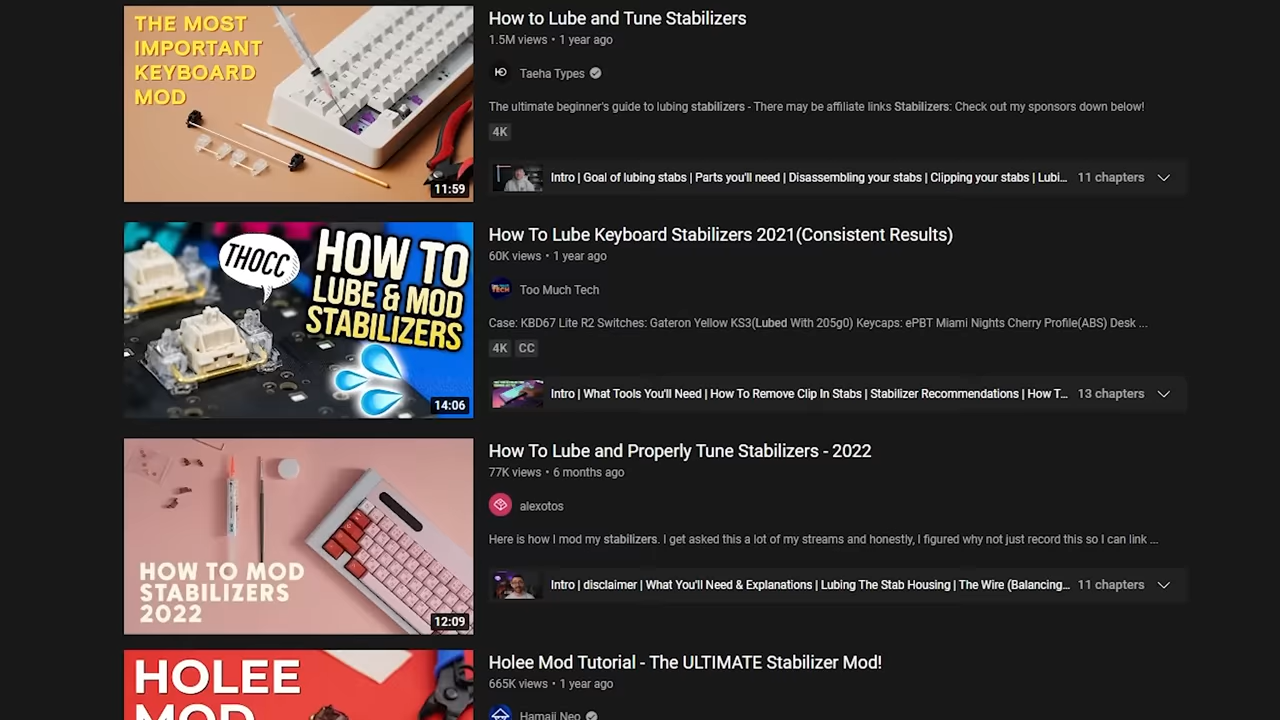 THE MOST
IMPORTANT
KEYBOARD
MOD
11:59
How to Lube and Tune Stabilizers
1.5M views • 1 year ago
Taeha Types
The ultimate beginner's guide to lubing stabilizers - There may be affiliate links Stabilizers: Check out my sponsors down below!
4K
Intro | Goal of lubing stabs | Parts you'll need | Disassembling your stabs | Clipping your stabs | Lubi... 11 chapters
THOCC
HOW TO
LUBE & MOD
STABILIZERS
14:06
How To Lube Keyboard Stabilizers 2021(Consistent Results)
60K views • 1 year ago
Too Much Tech
Case: KBD67 Lite R2 Switches: Gateron Yellow KS3(Lubed With 205g0) Keycaps: ePBT Miami Nights Cherry Profile(ABS) Desk ...
4K CC
Intro | What Tools You'll Need | How To Remove Clip In Stabs | Stabilizer Recommendations | How T... 13 chapters
HOW TO MOD
STABILIZERS
2022
12:09
How To Lube and Properly Tune Stabilizers - 2022
77K views • 6 months ago
alexotos
Here is how I mod my stabilizers. I get asked this a lot of my streams and honestly, I figured why not just record this so I can link ...
Intro | disclaimer | What You'll Need & Explanations | Lubing The Stab Housing | The Wire (Balancing... 11 chapters
HOLEE
MOD
Holee Mod Tutorial - The ULTIMATE Stabilizer Mod!
665K views • 1 year ago
Hamaji Neo